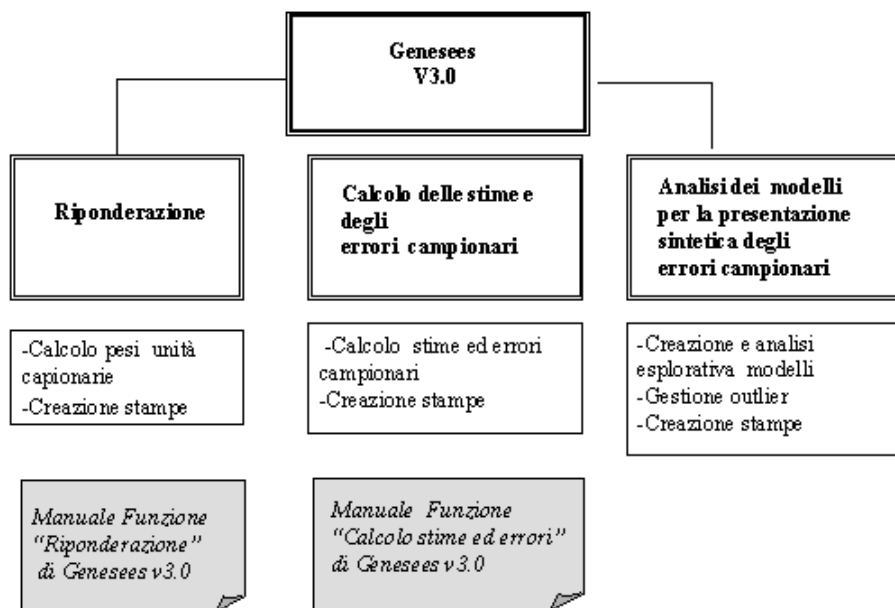 Genesees
V3.0
Riponderazione
Calcolo delle stime e
degli
errori campionari
Analisi dei modelli
per la presentazione
sintetica degli
errori campionari
-Calcolo pesi unità
capionarie
-Creazione stampe
-Calcolo stime ed errori
campionari
-Creazione stampe
-Creazione e analisi
esplorativa modelli
-Gestione outlier
-Creazione stampe
Manuale Funzione
“Riponderazione”
di Genesees v3.0
Manuale Funzione
“Calcolo stime ed errori”
di Genesees v3.0